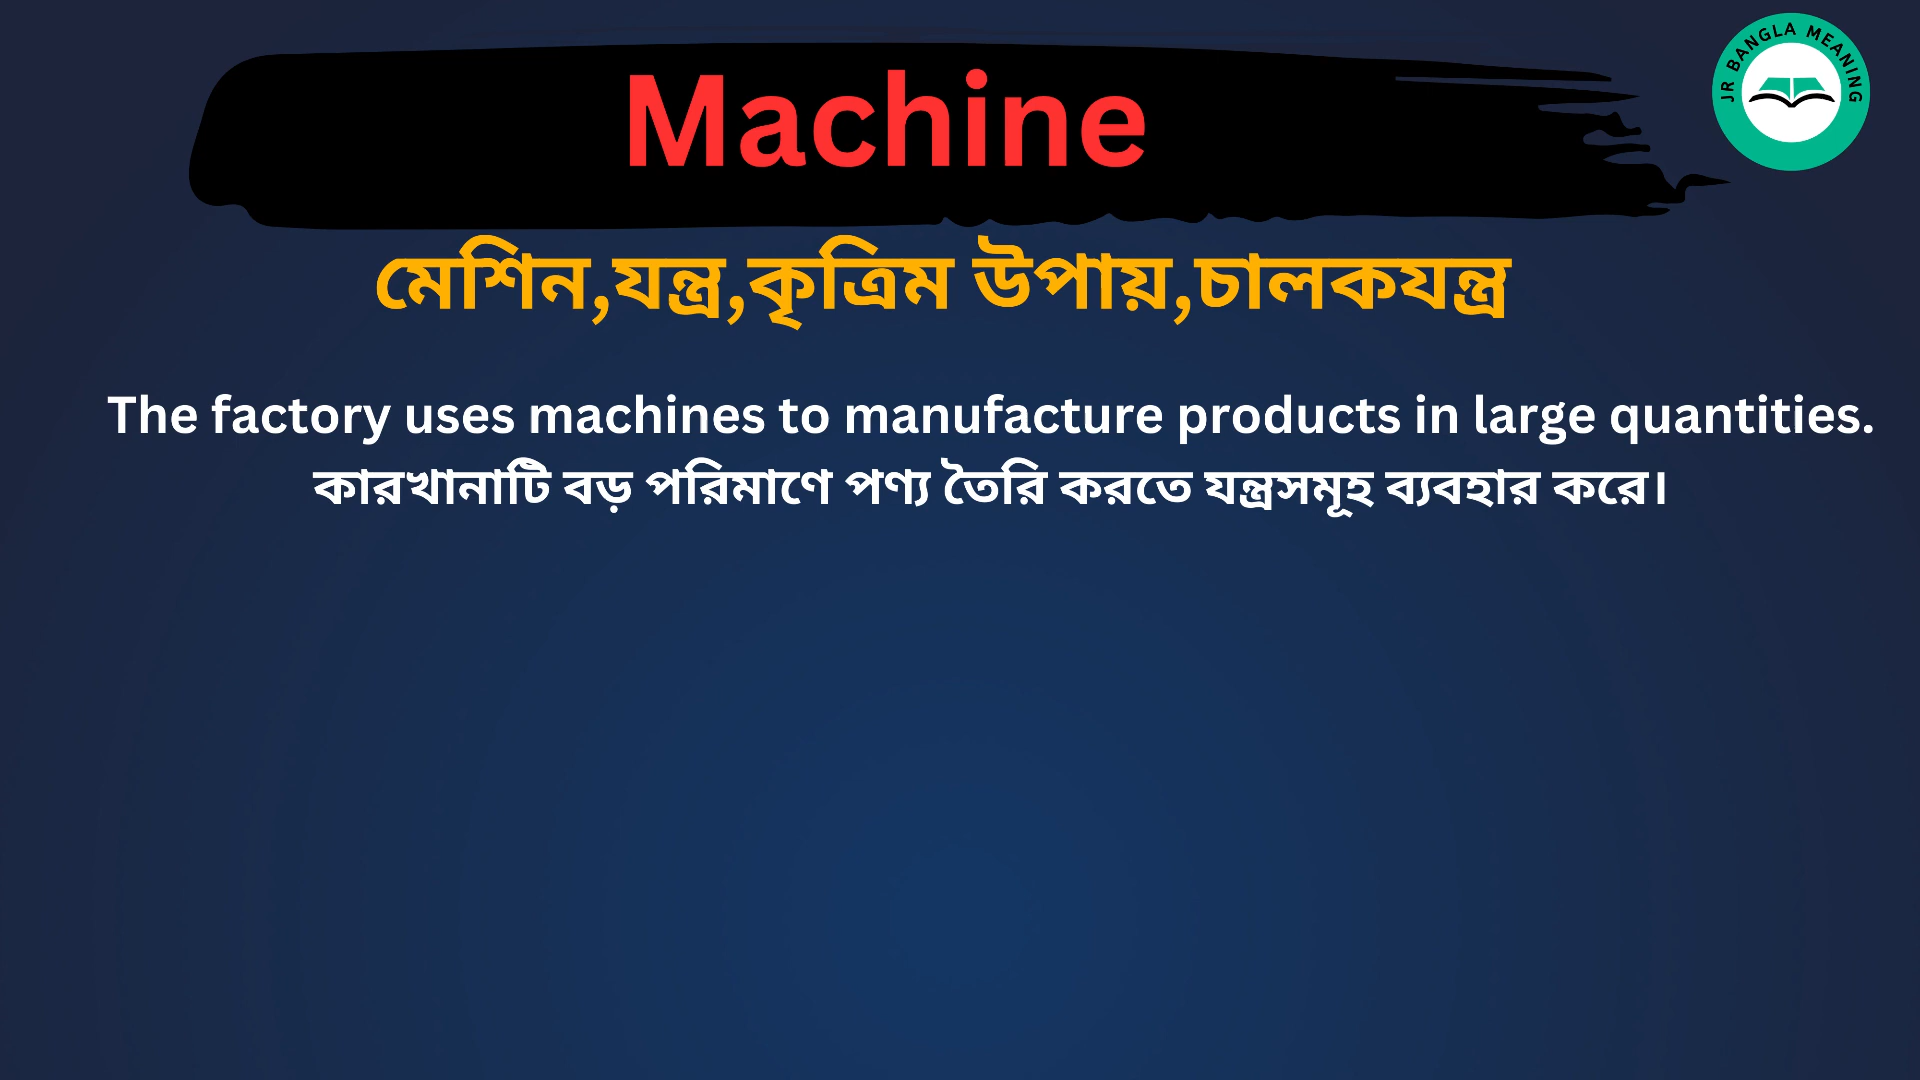 JR BANGLA MEANING
Machine
মেশিন,যন্ত্র,কৃত্রিম উপায়,চালকযন্ত্র
The factory uses machines to manufacture products in large quantities.
কারখানাটি বড় পরিমাণে পণ্য তৈরি করতে যন্ত্রসমূহ ব্যবহার করে।